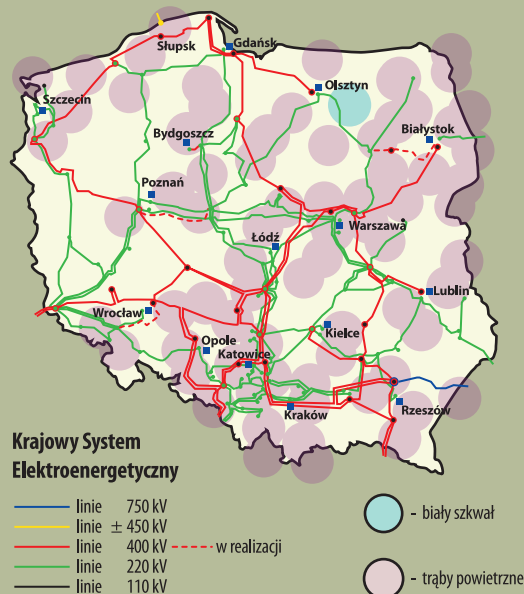 Gdańsk
Słupsk
Olsztyn
Szczecin
Białystok
Bydgoszcz
Poznań
Warszawa
Łódź
Lublin
Wrocław
Kielce
Opole
Katowice
Kraków
Rzeszów
Krajowy System
Elektroenergetyczny
linie 750 kV
linie ± 450 kV
linie 400 kV w realizacji
linie 220 kV
linie 110 kV
- biały szkwał
- trąby powietrzne